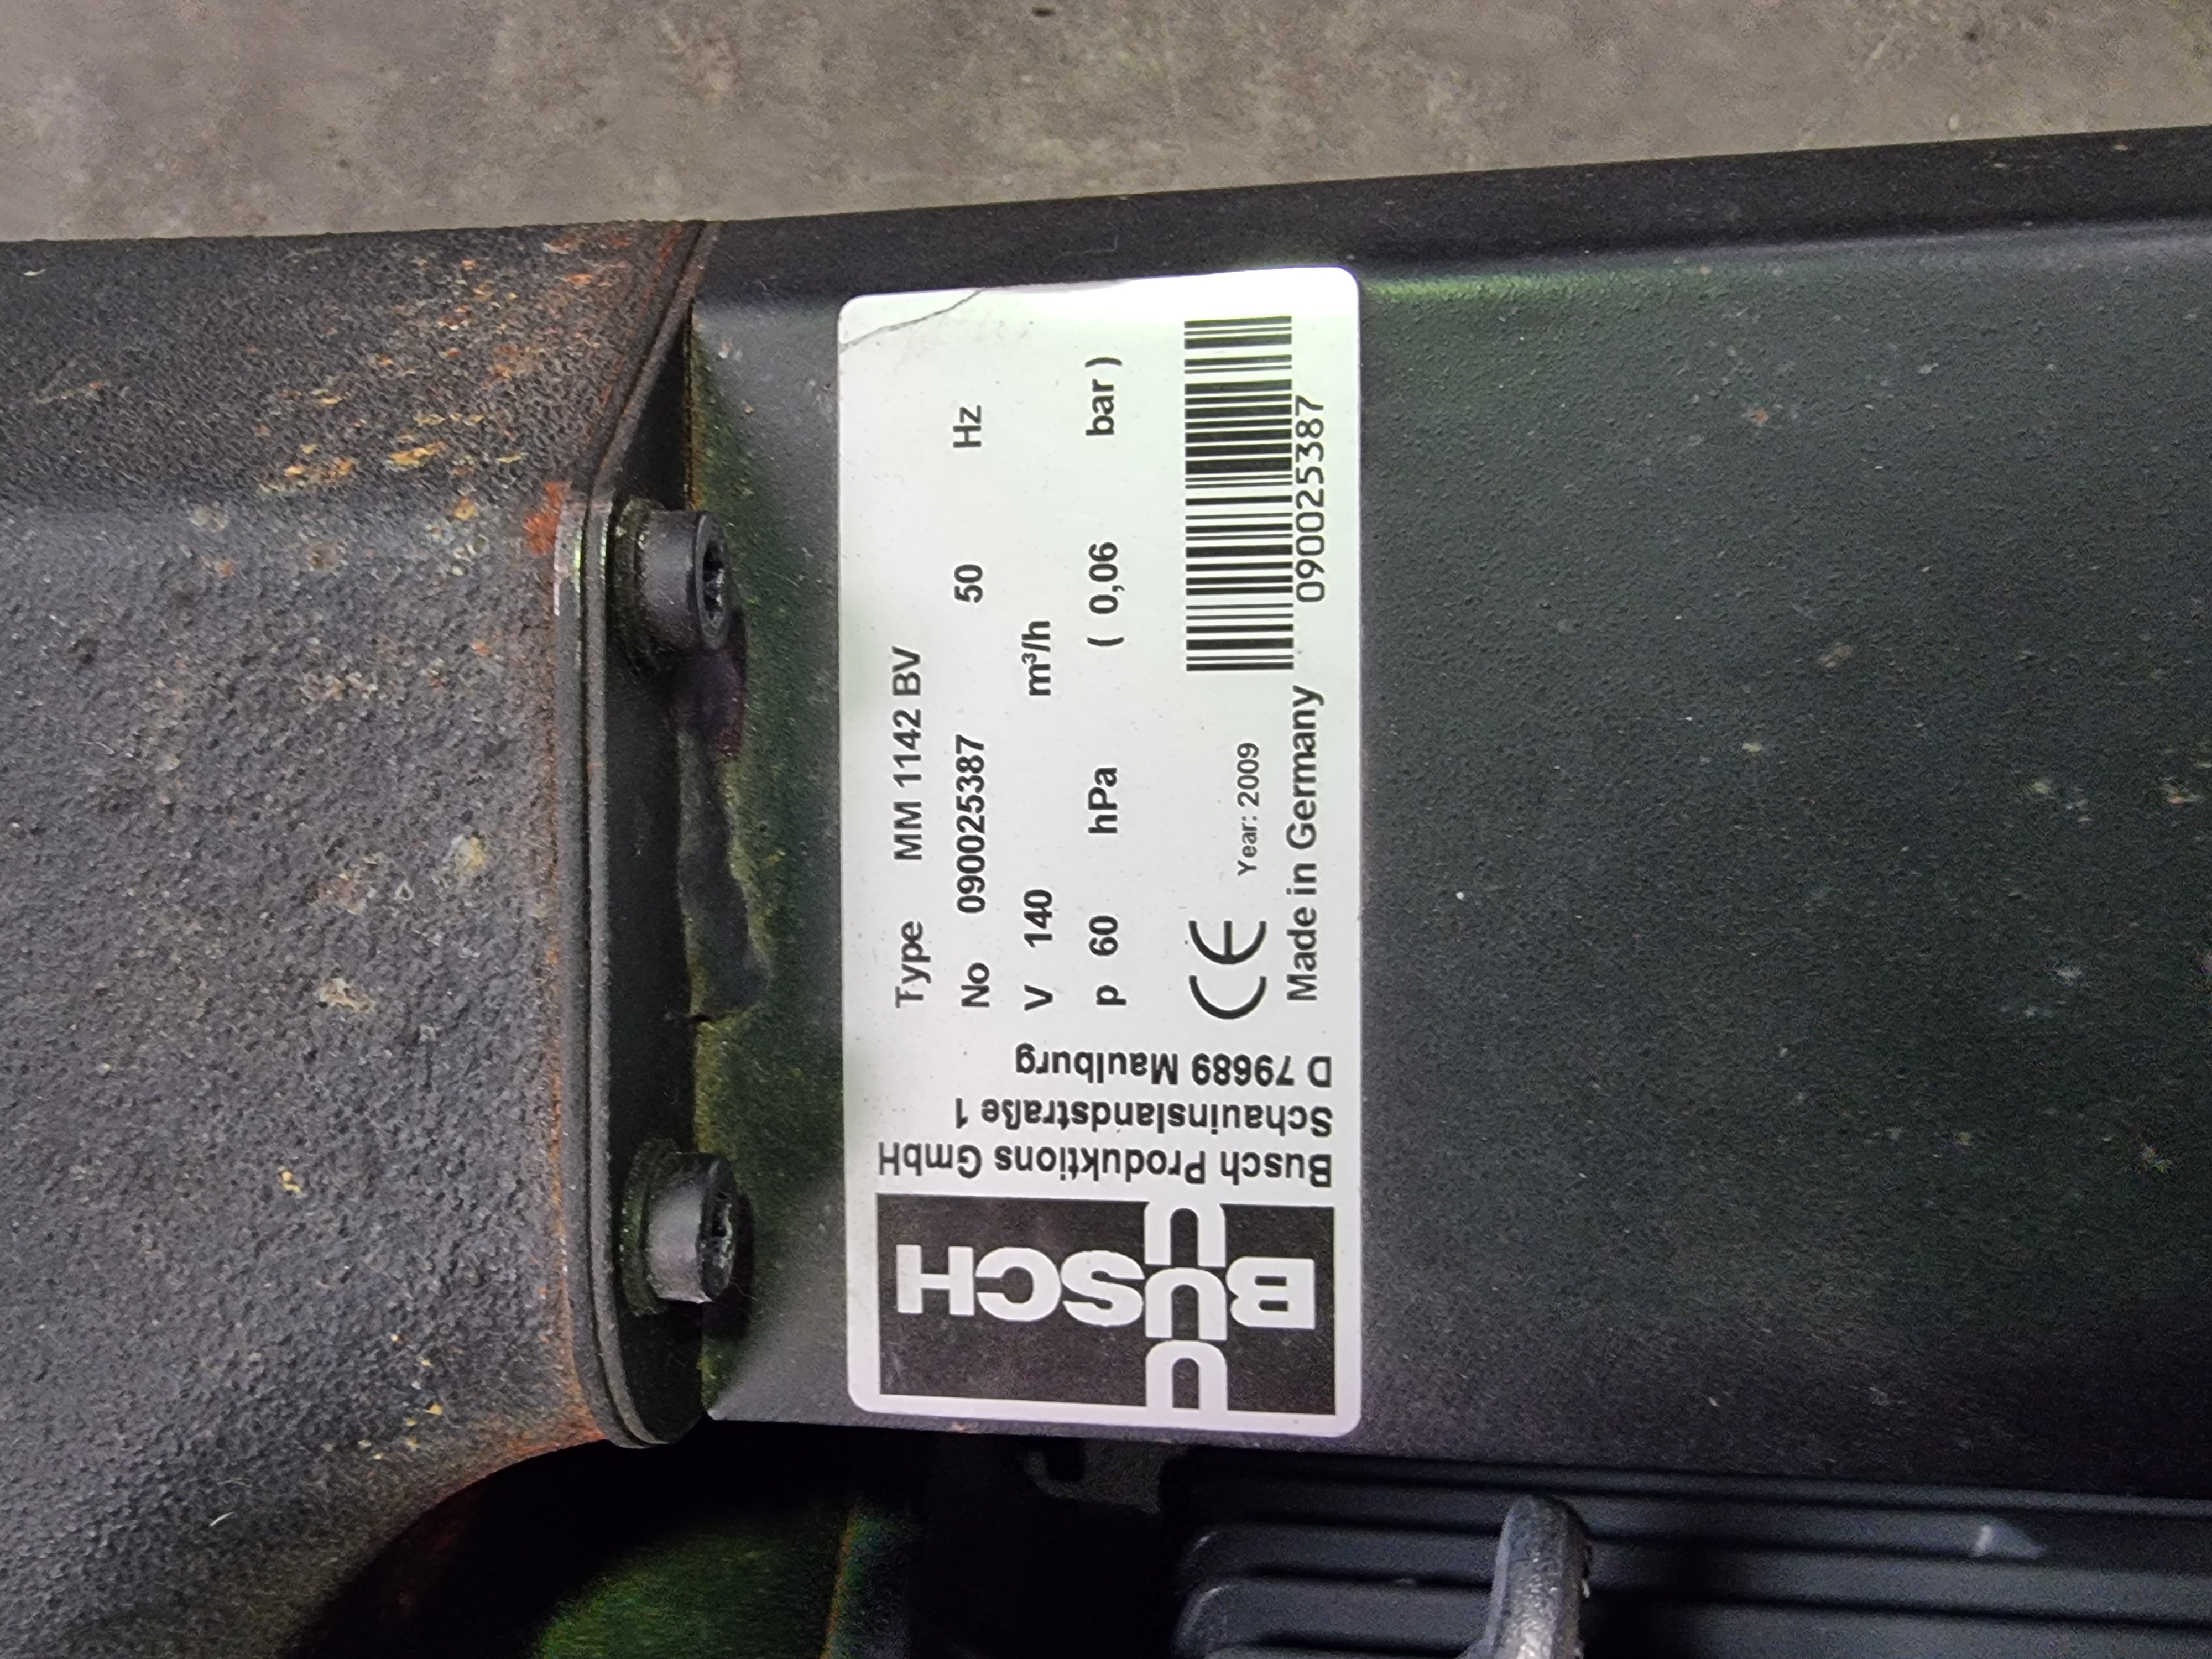 BUSCH
Busch Produktions GmbH
Schauinslandstraße 1
D 79689 Maulburg
Type MM 1142 BV
No 090025387 50 Hz
V 140 m³/h
p 60 hPa ( 0,06 bar )
CE Year: 2009
Made in Germany 090025387